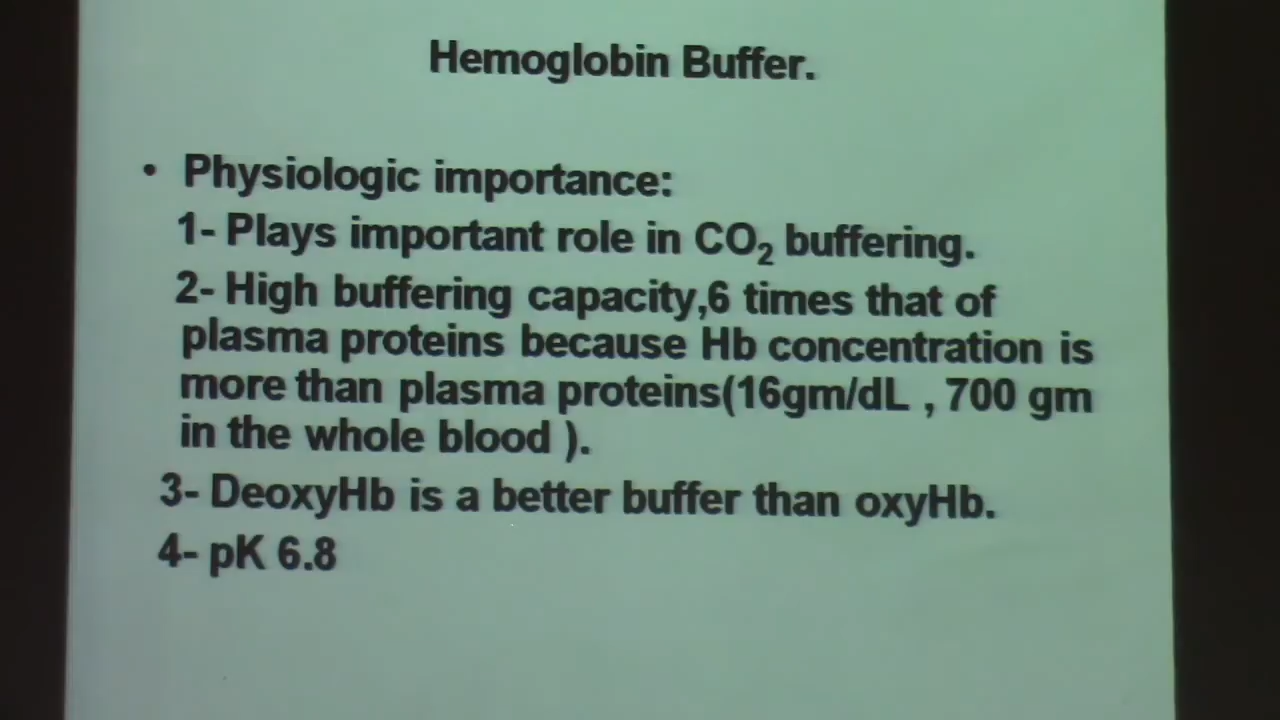 Hemoglobin Buffer.
• Physiologic importance:
1- Plays important role in CO₂ buffering.
2- High buffering capacity,6 times that of
plasma proteins because Hb concentration is
more than plasma proteins(16gm/dL , 700 gm
in the whole blood ).
3- DeoxyHb is a better buffer than oxyHb.
4- pK 6.8